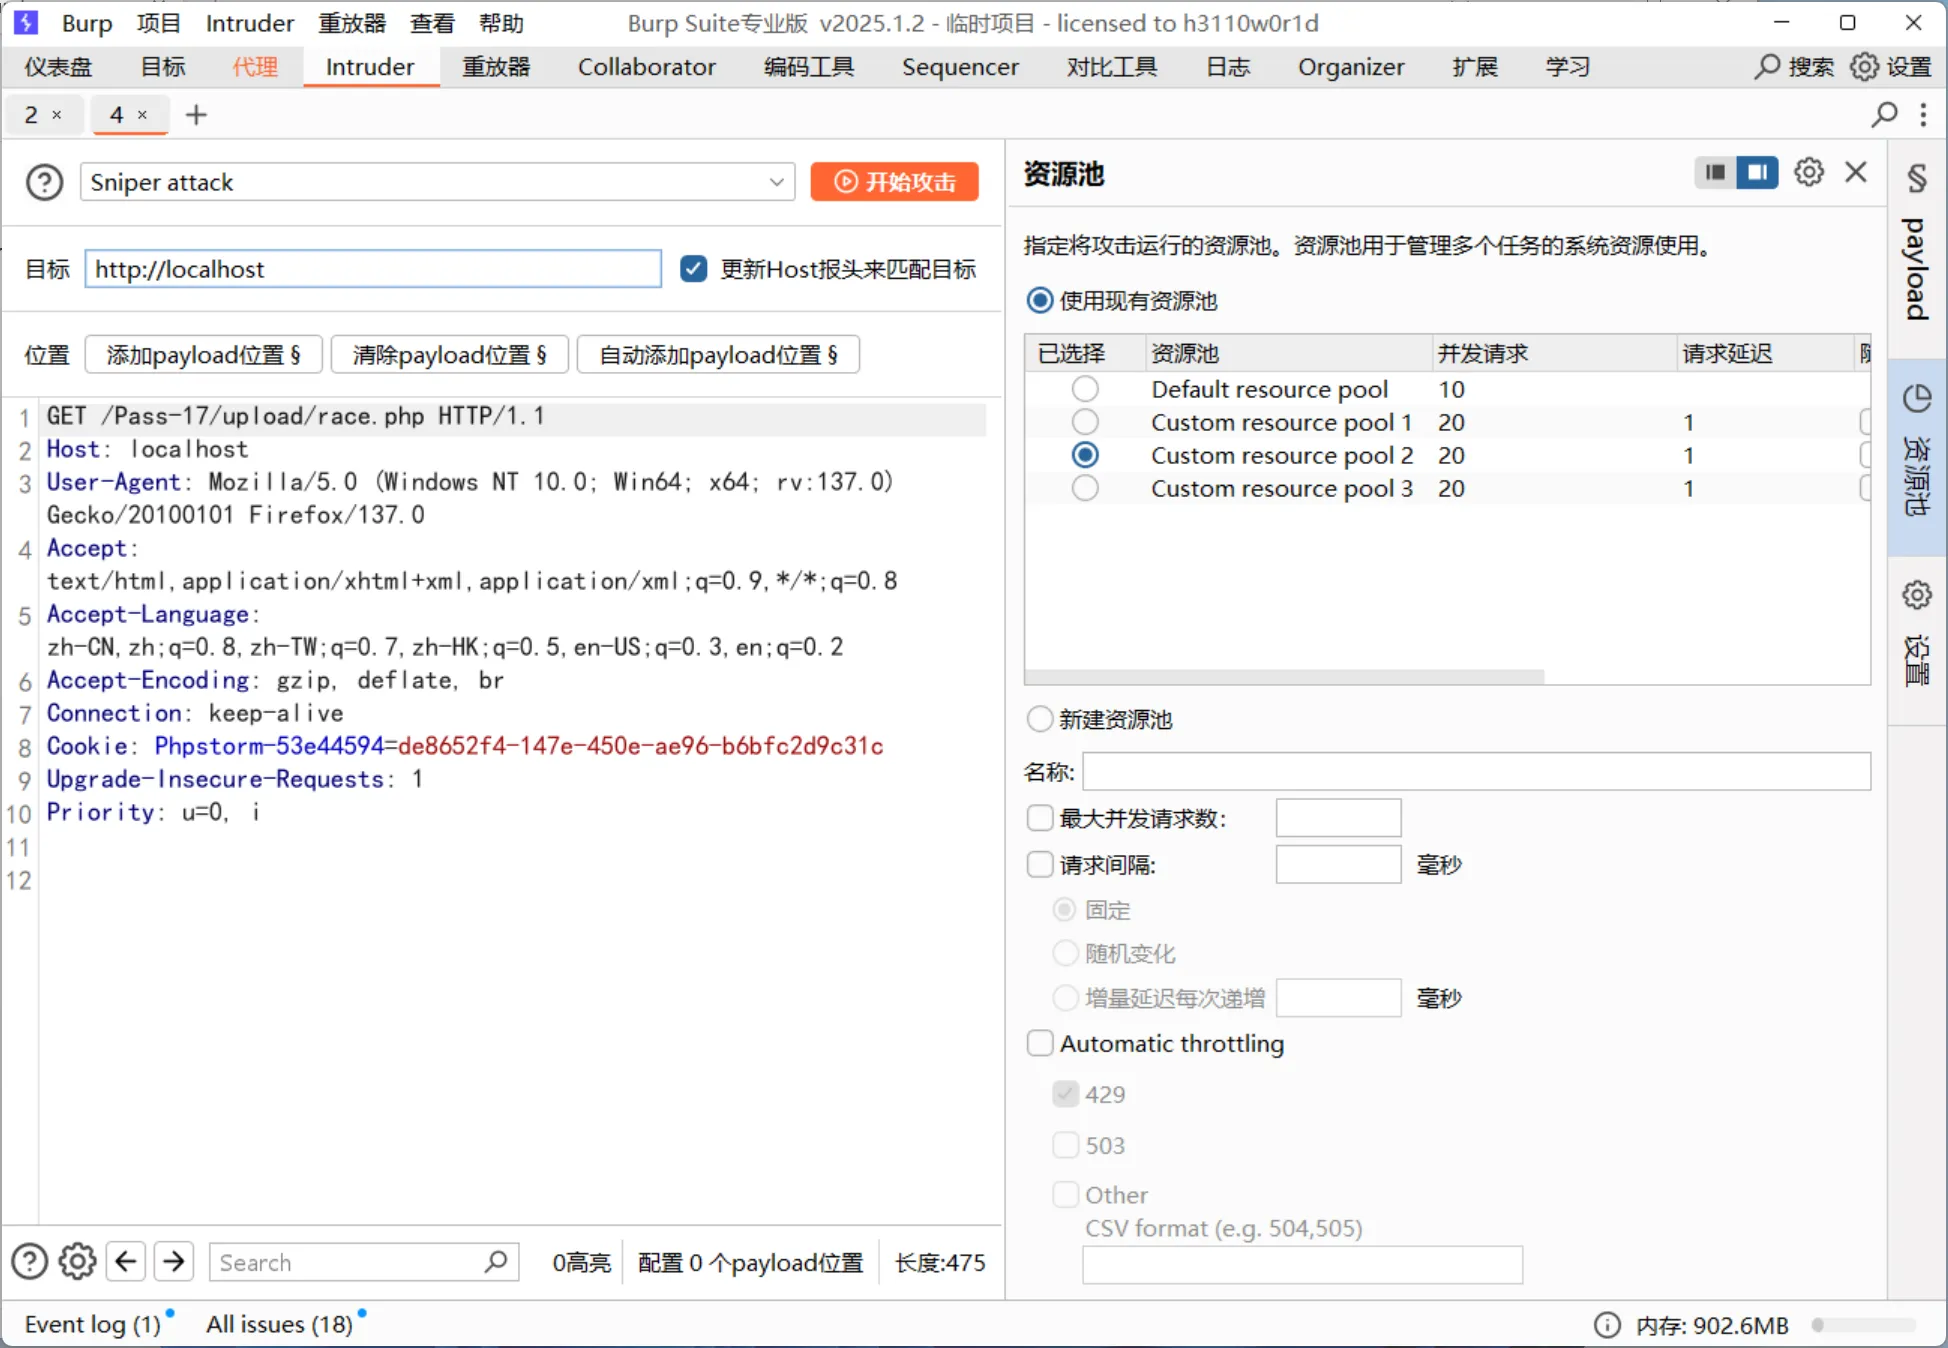 Burp 项目 Intruder 重放器 查看 帮助 Burp Suite专业版 v2025.1.2 - 临时项目 - licensed to h3110w0r1d
仪表盘 目标 代理 Intruder 重放器 Collaborator 编码工具 Sequencer 对比工具 日志 Organizer 扩展 学习 搜索 设置
2 × 4 × +
Sniper attack
开始攻击
目标 http://localhost 更新Host报头来匹配目标
位置 添加payload位置 § 清除payload位置 § 自动添加payload位置 §
1 GET /Pass-17/upload/race.php HTTP/1.1
2 Host: localhost
3 User-Agent: Mozilla/5.0 (Windows NT 10.0; Win64; x64; rv:137.0)
Gecko/20100101 Firefox/137.0
4 Accept:
text/html,application/xhtml+xml,application/xml;q=0.9,*/*;q=0.8
5 Accept-Language:
zh-CN,zh;q=0.8,zh-TW;q=0.7,zh-HK;q=0.5,en-US;q=0.3,en;q=0.2
6 Accept-Encoding: gzip, deflate, br
7 Connection: keep-alive
8 Cookie: Phpstorm-53e44594=de8652f4-147e-450e-ae96-b6bfc2d9c31c
9 Upgrade-Insecure-Requests: 1
10 Priority: u=0, i
11
12
Search 0高亮 配置 0 个payload位置 长度:475
资源池
指定将攻击运行的资源池。资源池用于管理多个任务的系统资源使用。
使用现有资源池
已选择 资源池 并发请求 请求延迟
Default resource pool 10
Custom resource pool 1 20 1
Custom resource pool 2 20 1
Custom resource pool 3 20 1
新建资源池
名称:
最大并发请求数:
请求间隔: 毫秒
固定
随机变化
增量延迟每次递增 毫秒
Automatic throttling
429
503
Other
CSV format (e.g. 504,505)
§ payload
资源池
设置
Event log (1) All issues (18) 内存: 902.6MB